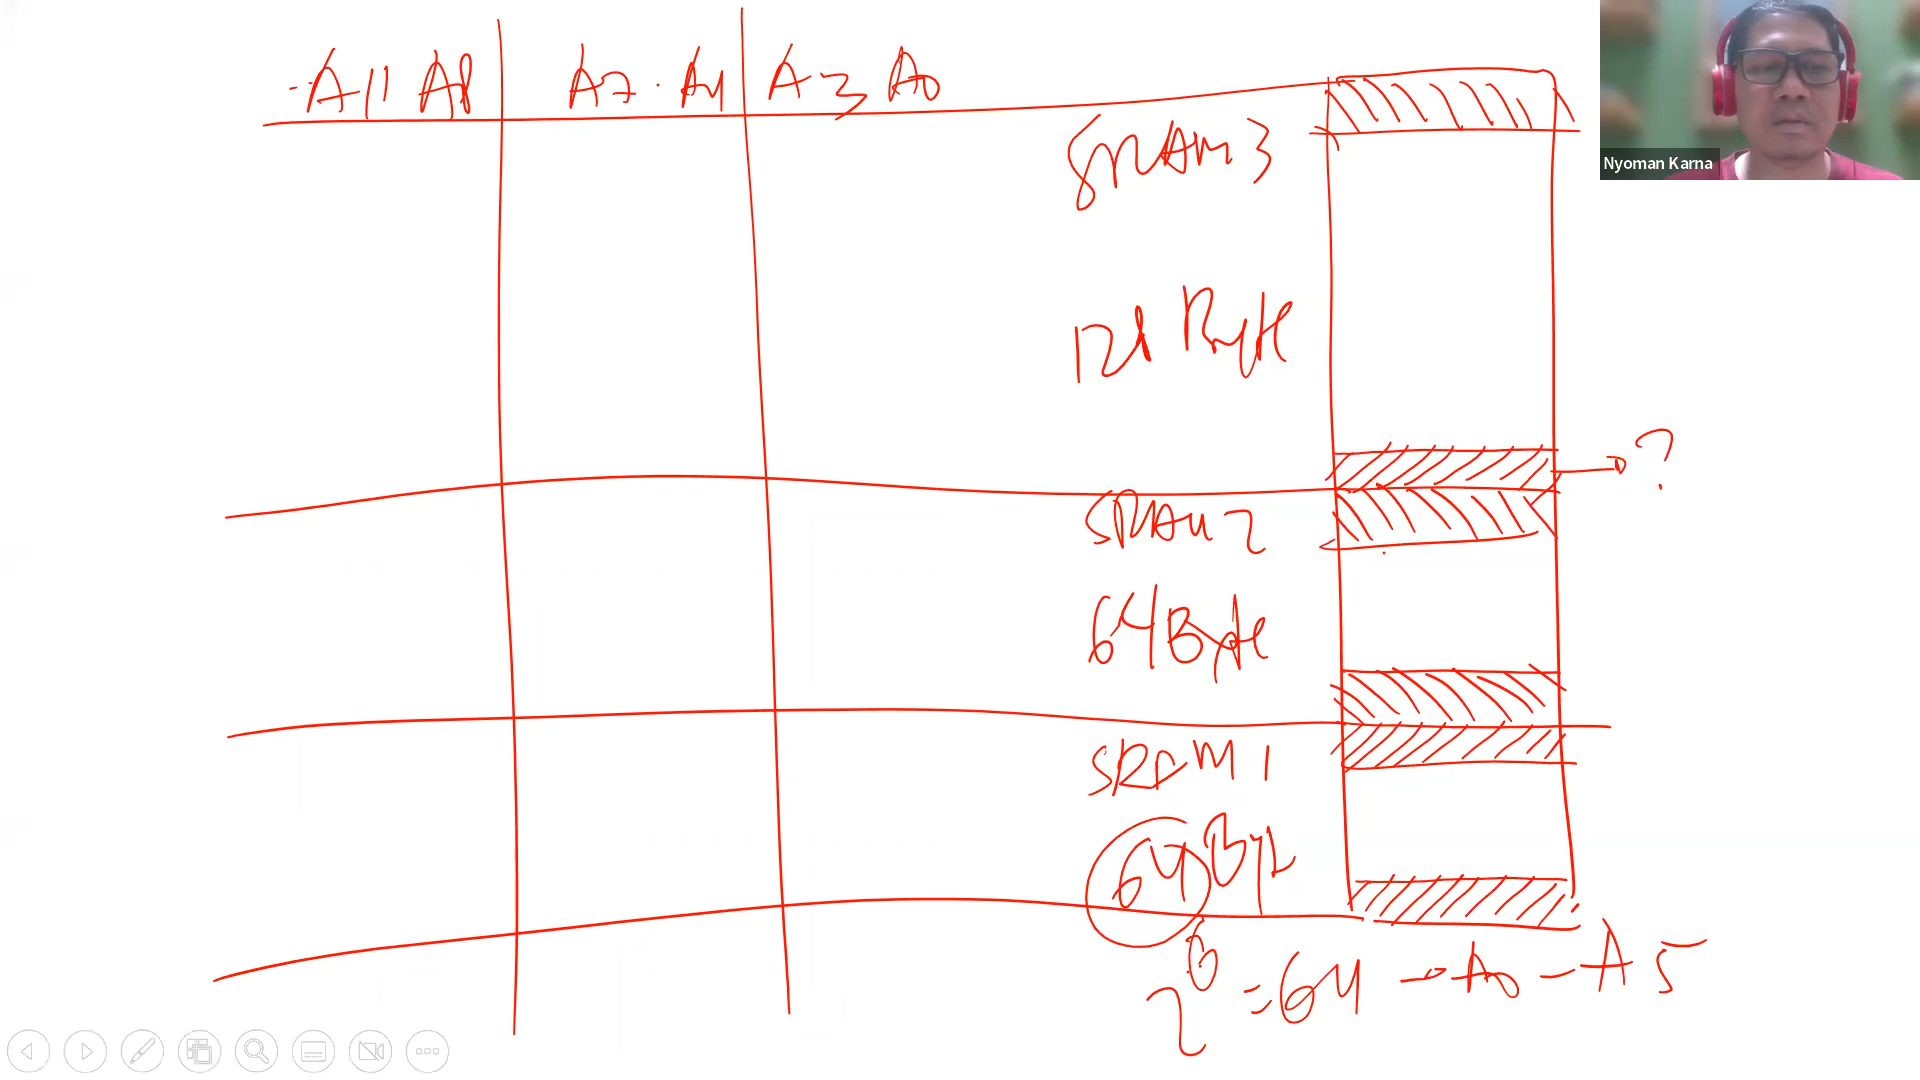 A11 A8 A7 A4 A3 A0
SRAM 3
128 Byte
?
SRAM 2
64 Byte
SRAM 1
64 Byte
2^6 = 64 → A0 - A5
Nyoman Karna